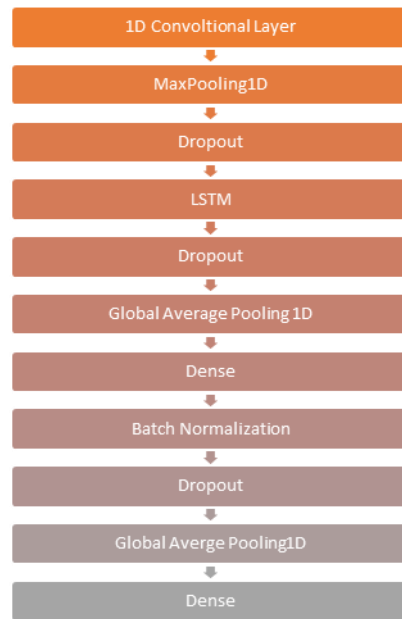 1D Convoltional Layer
MaxPooling1D
Dropout
LSTM
Dropout
Global Average Pooling 1D
Dense
Batch Normalization
Dropout
Global Averge Pooling1D
Dense